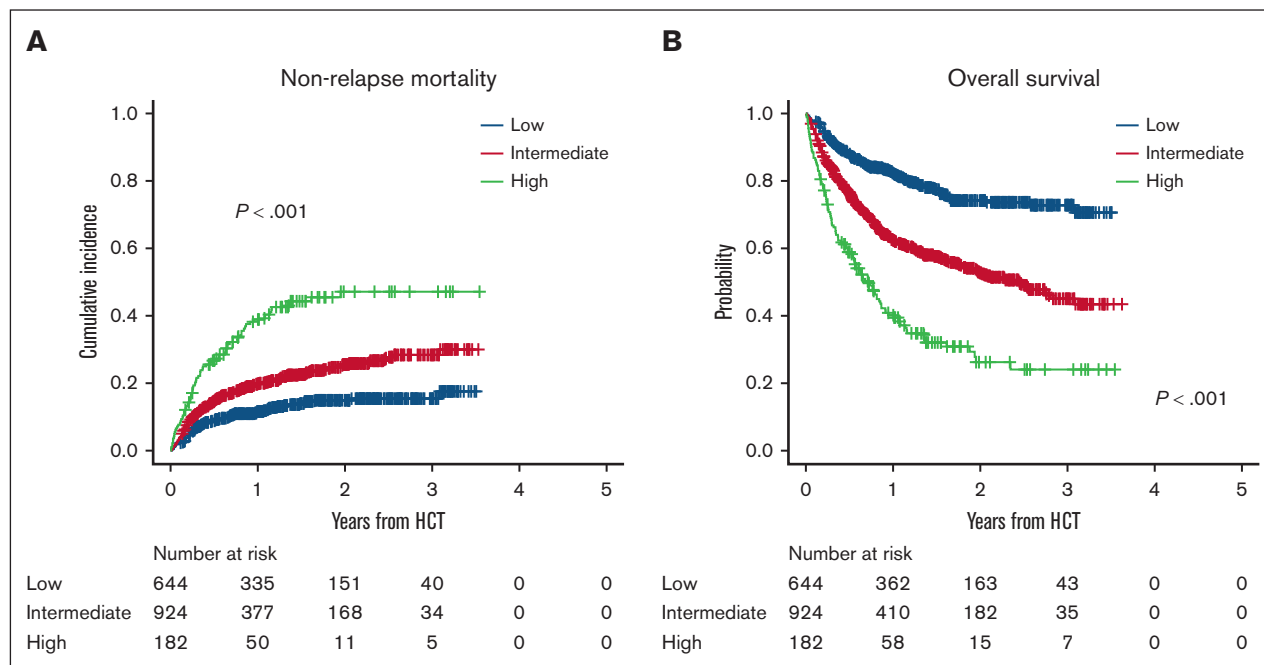 A
Non-relapse mortality
1.0
0.8
0.6
0.4
0.2
0.0
Cumulative incidence
Low
Intermediate
High
P < .001
0 1 2 3 4 5
Years from HCT
Number at risk
Low 644 335 151 40 0 0
Intermediate 924 377 168 34 0 0
High 182 50 11 5 0 0
B
Overall survival
1.0
0.8
0.6
0.4
0.2
0.0
Probability
Low
Intermediate
High
P < .001
0 1 2 3 4 5
Years from HCT
Number at risk
Low 644 362 163 43 0 0
Intermediate 924 410 182 35 0 0
High 182 58 15 7 0 0